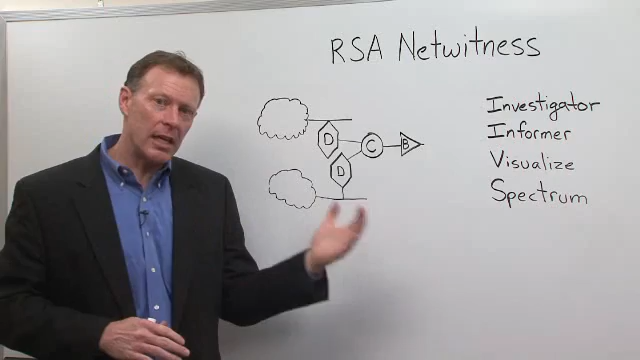 RSA Netwitness
Investigator
Informer
D
C
B
Visualize
D
Spectrum